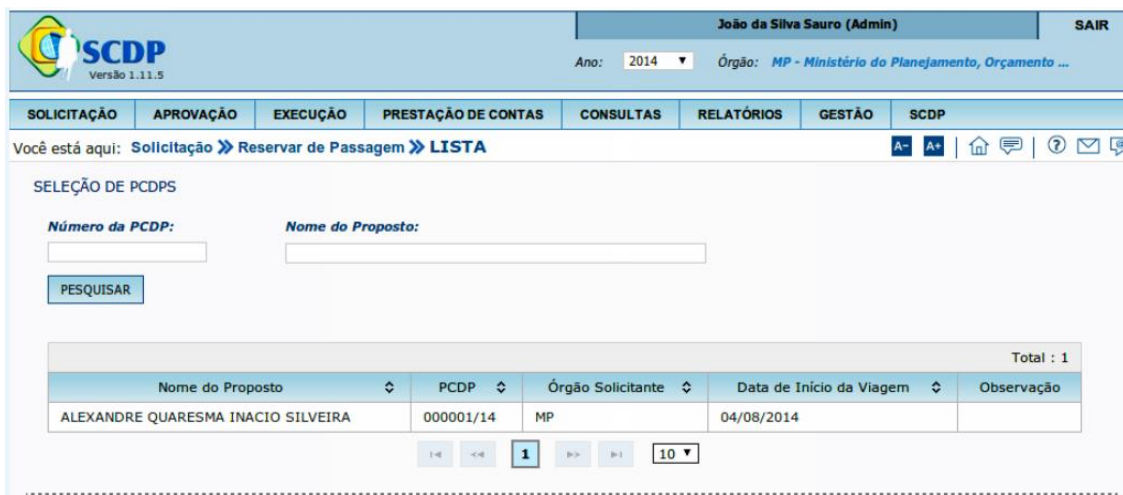 João da Silva Sauro (Admin) SAIR
SCDP
Versão 1.11.5
Ano: 2014 Órgão: MP - Ministério do Planejamento, Orçamento ...
SOLICITAÇÃO APROVAÇÃO EXECUÇÃO PRESTAÇÃO DE CONTAS CONSULTAS RELATÓRIOS GESTÃO SCDP
Você está aqui: Solicitação Reservar de Passagem LISTA A- A+ ?
SELEÇÃO DE PCDPS
Número da PCDP: Nome do Proposto:
PESQUISAR
Total : 1
Nome do Proposto PCDP Órgão Solicitante Data de Início da Viagem Observação
ALEXANDRE QUARESMA INACIO SILVEIRA 000001/14 MP 04/08/2014
1 10